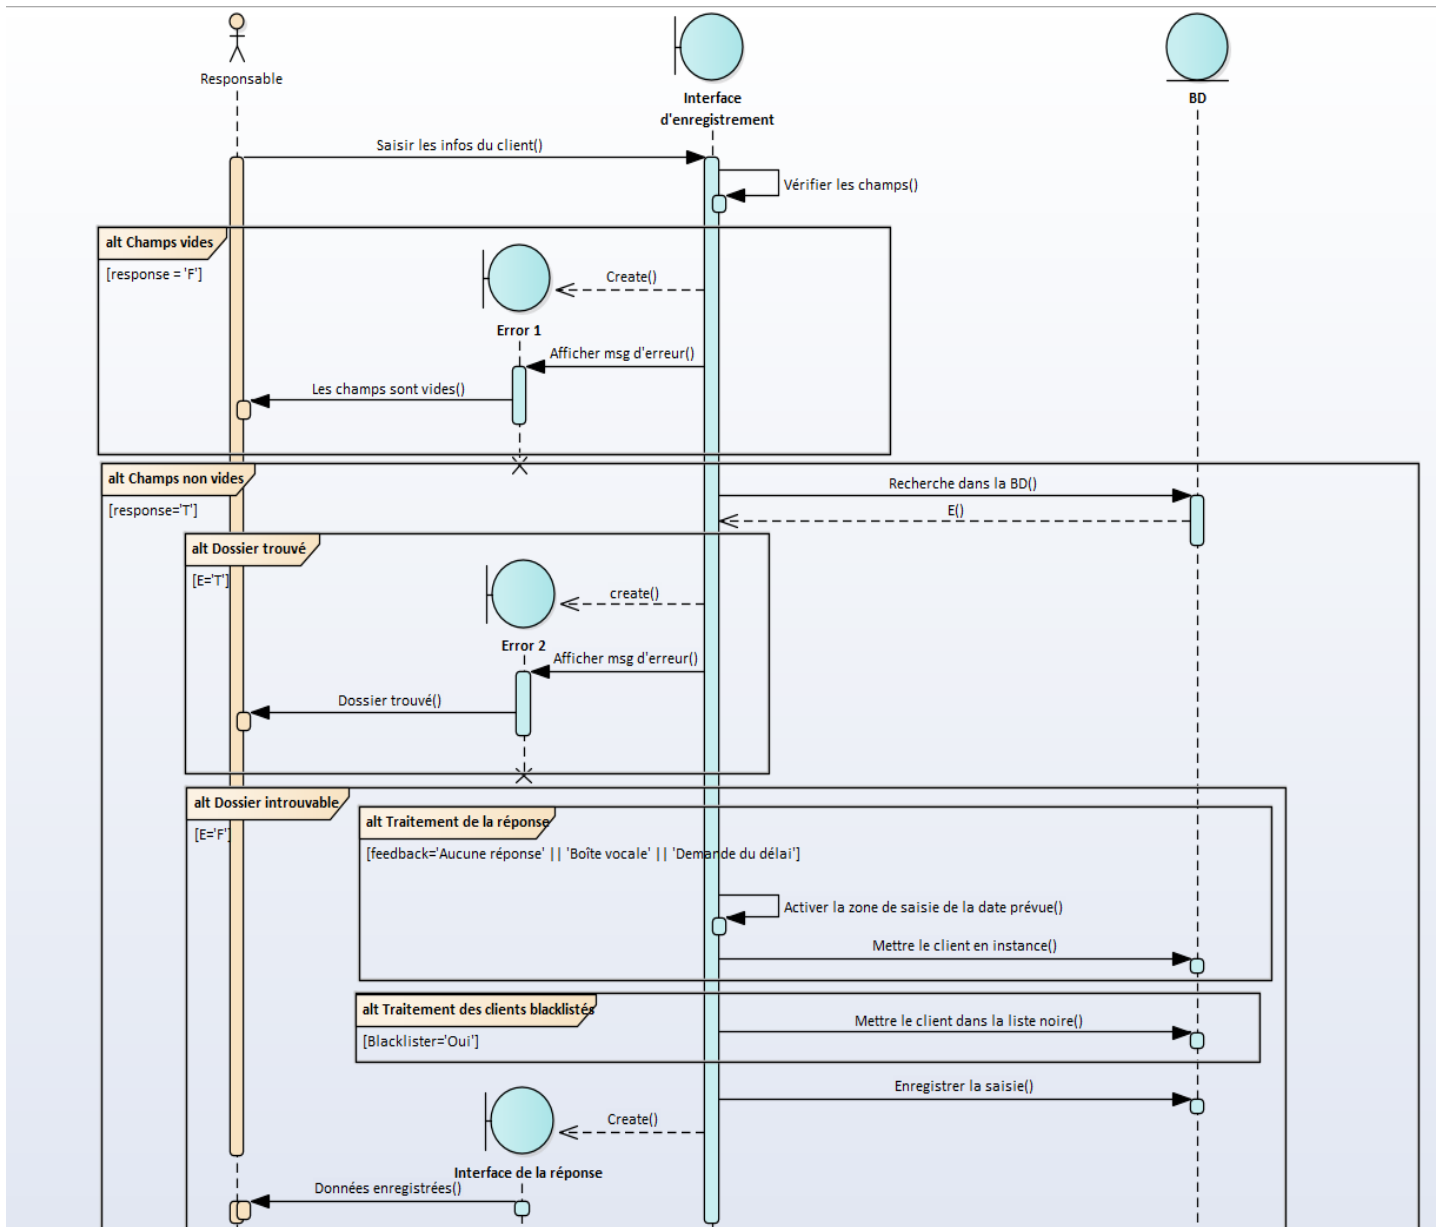 Responsable
Interface
d'enregistrement
BD
Saisir les infos du client()
Vérifier les champs()
alt Champs vides
[response = 'F']
Create()
Error 1
Afficher msg d'erreur()
Les champs sont vides()
alt Champs non vides
[response='T']
Recherche dans la BD()
E()
alt Dossier trouvé
[E='T']
create()
Error 2
Afficher msg d'erreur()
Dossier trouvé()
alt Dossier introuvable
[E='F']
alt Traitement de la réponse
[feedback='Aucune réponse' || 'Boîte vocale' || 'Demande du délai']
Activer la zone de saisie de la date prévue()
Mettre le client en instance()
alt Traitement des clients blacklistés
[Blacklister='Oui']
Mettre le client dans la liste noire()
Enregistrer la saisie()
Create()
Interface de la réponse
Données enregistrées()